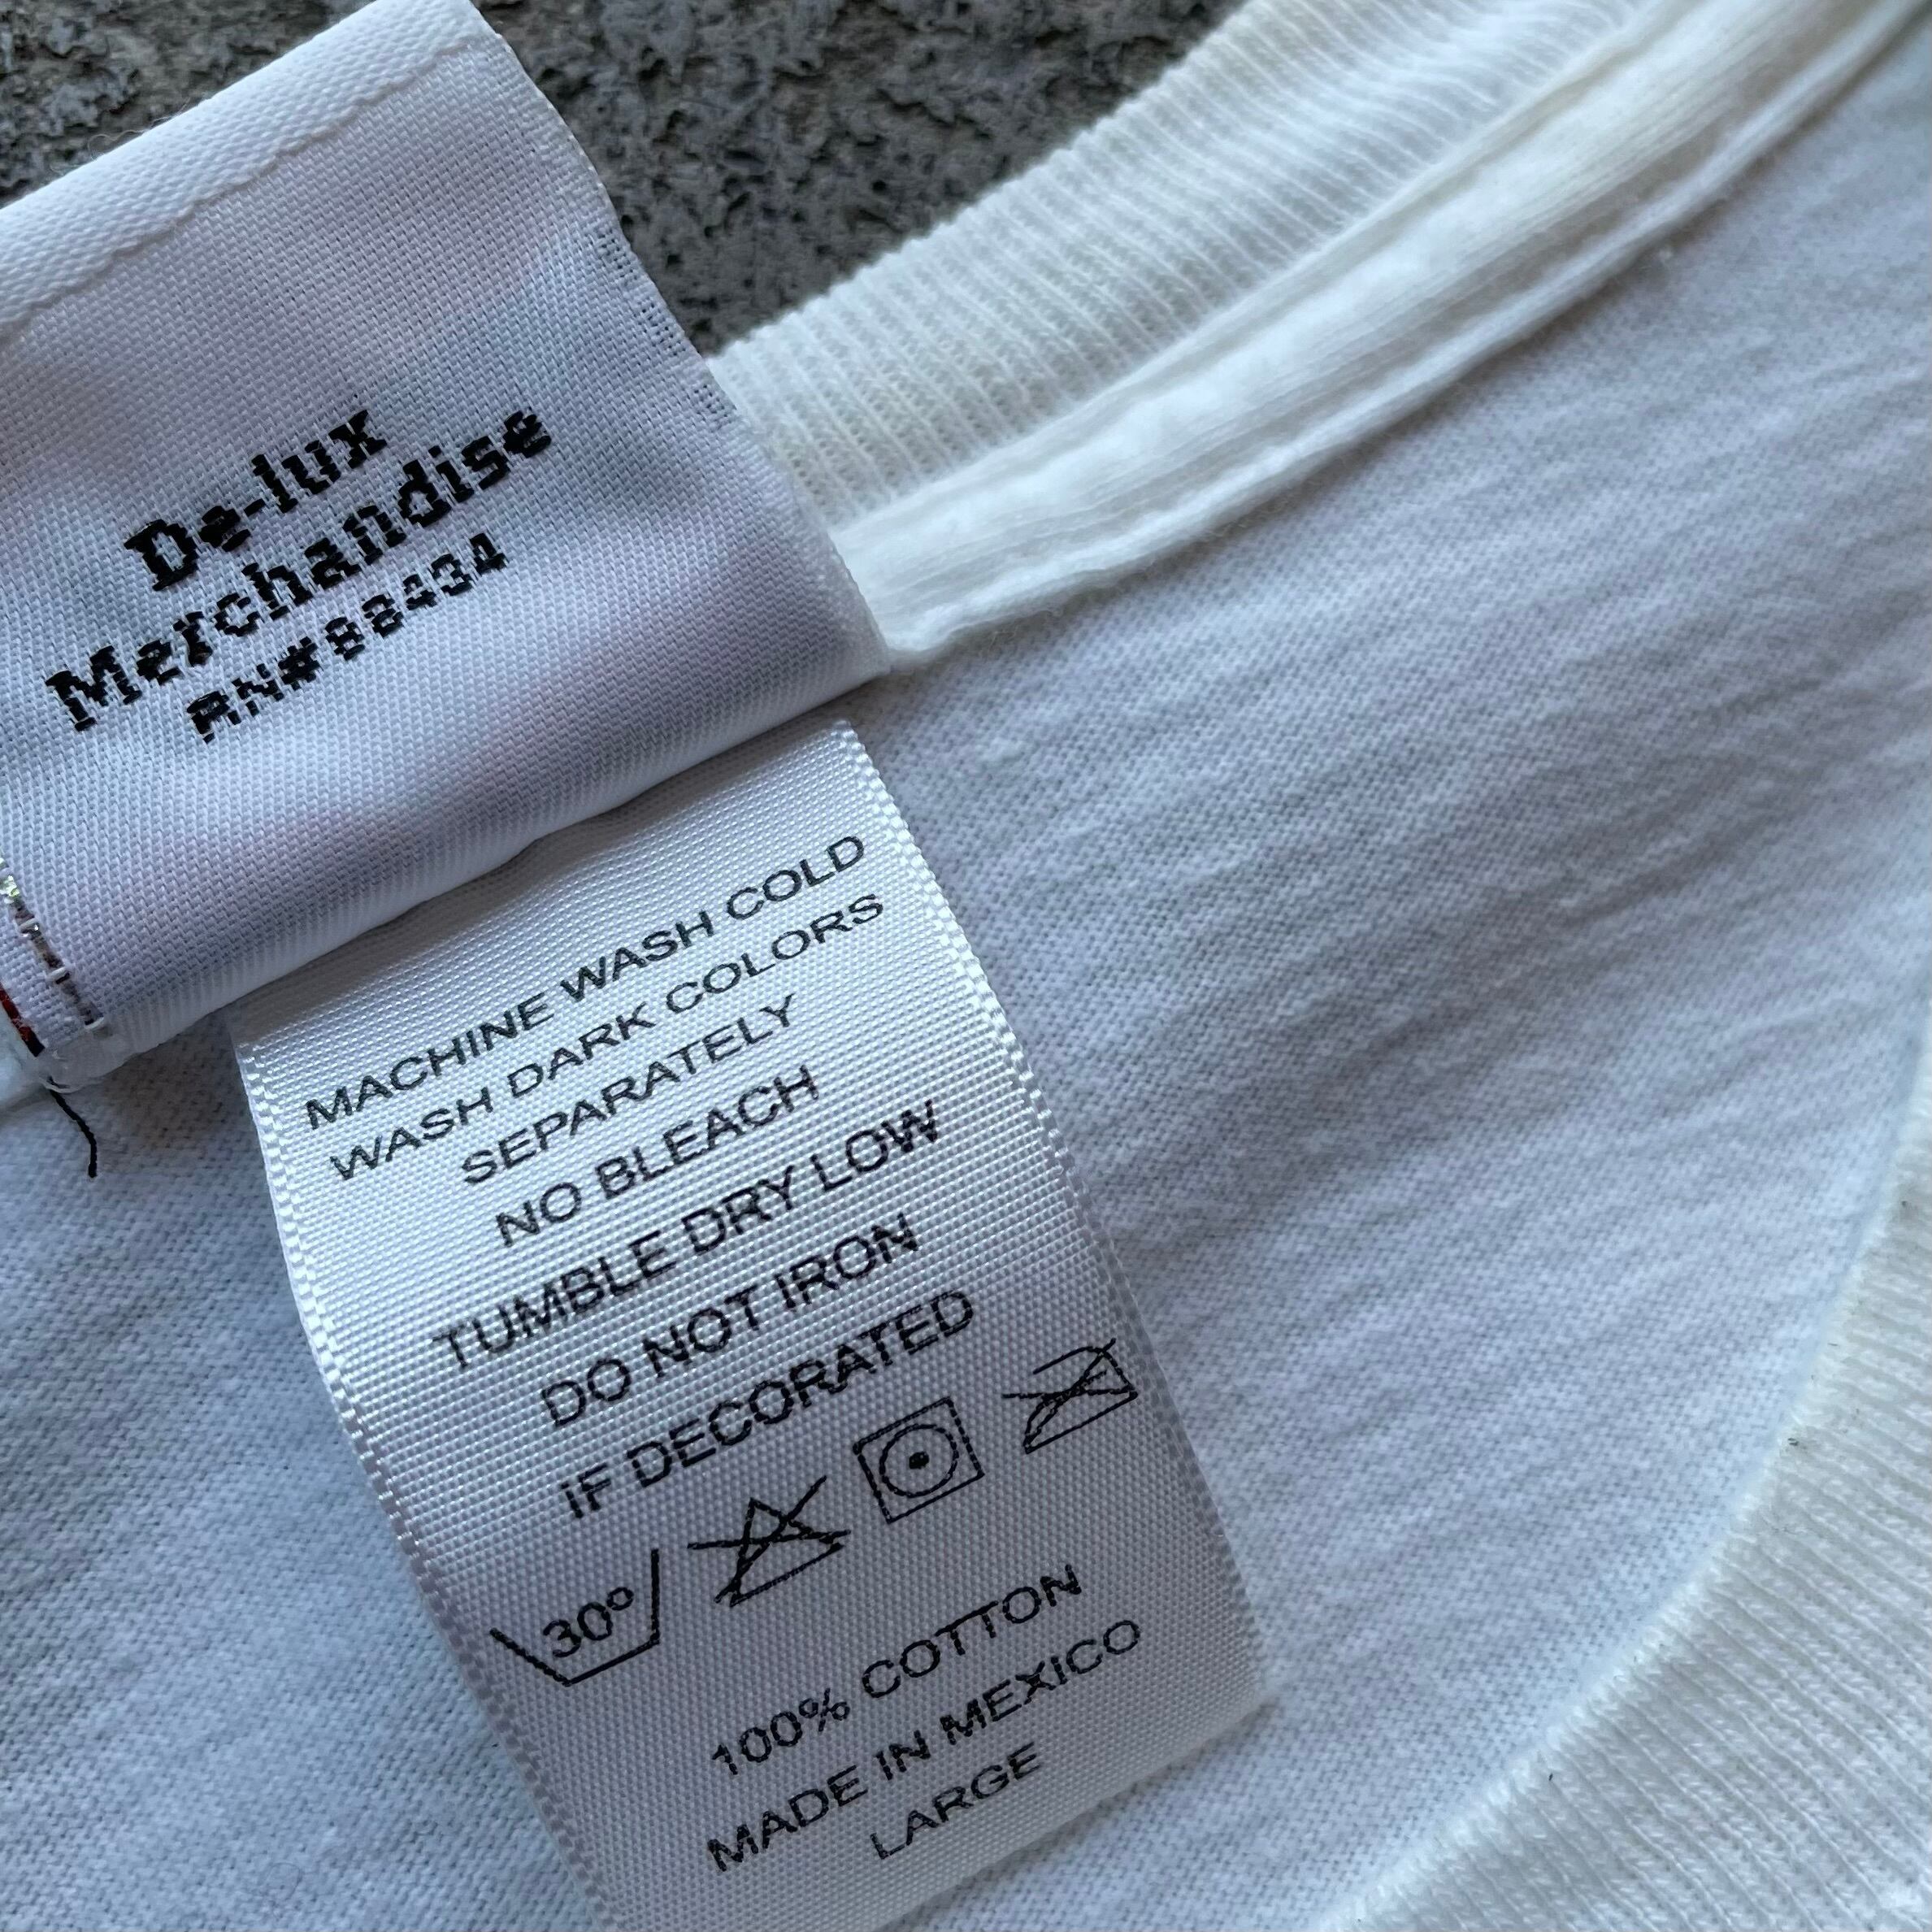 De-lux
Merchandise
RN#88434
MACHINE WASH COLD
WASH DARK COLORS
SEPARATELY
NO BLEACH
TUMBLE DRY LOW
DO NOT IRON
IF DECORATED
30º
100% COTTON
MADE IN MEXICO
LARGE